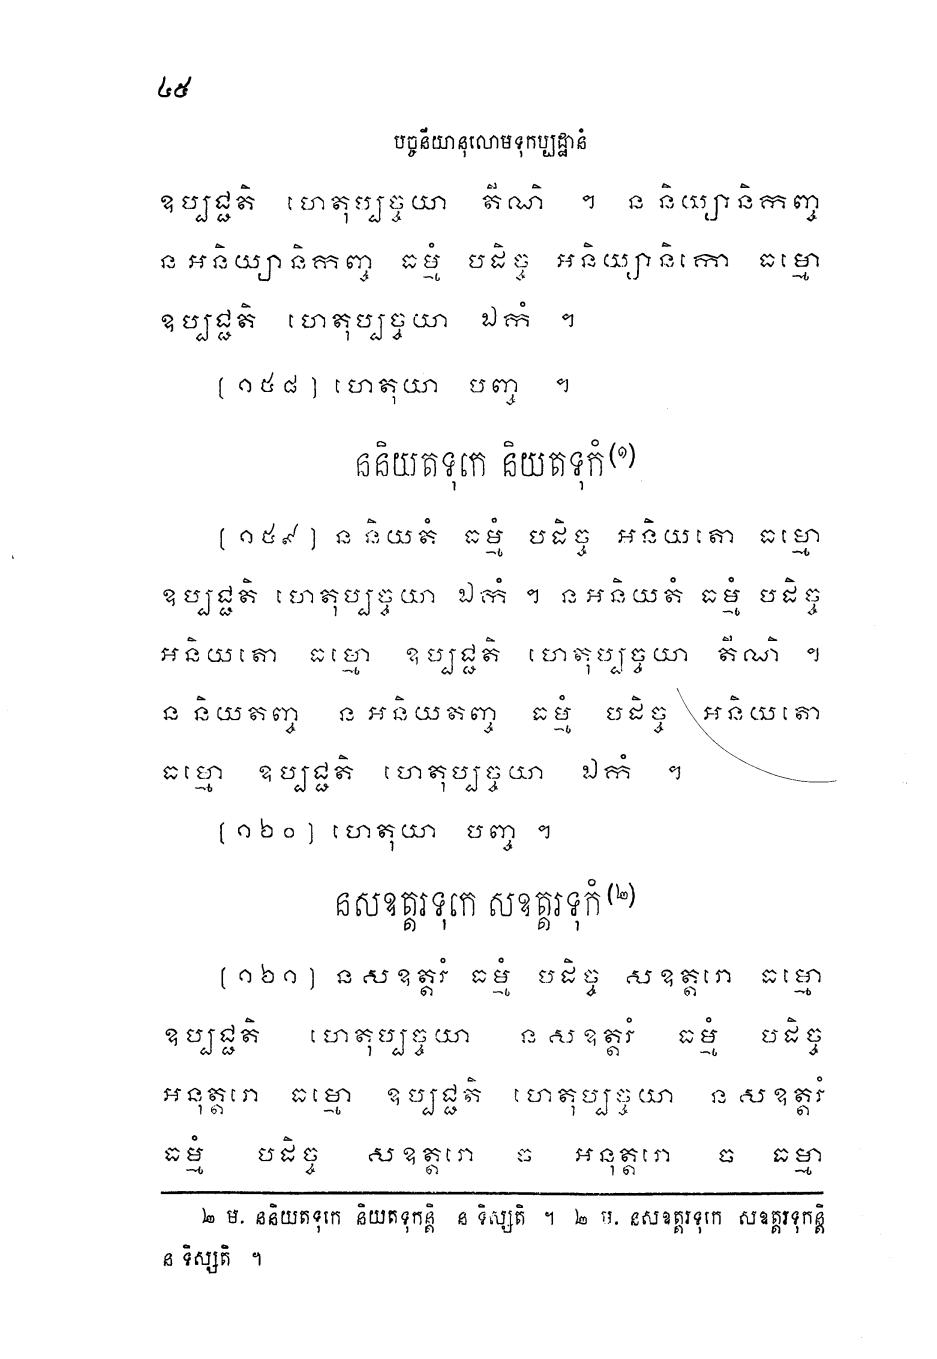 ៤៥
បច្ចនីយានុលោមទុកប្បដ្ឋានំ
ឧប្បជ្ជតិ ហេតុប្បច្ចយា តីណិ ។ ន និយ្យានិកញ្ច
ន អនិយ្យានិកញ្ច ធម្មំ បដិច្ច អនិយ្យានិកោ ធម្មោ
ឧប្បជ្ជតិ ហេតុប្បច្ចយា ឯកំ ។
[១៥៨] ហេតុយា បញ្ច ។
ននិយតទុកេ និយតទុកំ(១)
[១៥៩] ន និយតំ ធម្មំ បដិច្ច អនិយតោ ធម្មោ
ឧប្បជ្ជតិ ហេតុប្បច្ចយា ឯកំ ។ ន អនិយតំ ធម្មំ បដិច្ច
អនិយតោ ធម្មោ ឧប្បជ្ជតិ ហេតុប្បច្ចយា តីណិ ។
ន និយតញ្ច ន អនិយតញ្ច ធម្មំ បដិច្ច អនិយតោ
ធម្មោ ឧប្បជ្ជតិ ហេតុប្បច្ចយា ឯកំ ។
[១៦០] ហេតុយា បញ្ច ។
នសឧត្តរទុកេ សឧត្តរទុកំ(២)
[១៦១] ន សឧត្តរំ ធម្មំ បដិច្ច សឧត្តរោ ធម្មោ
ឧប្បជ្ជតិ ហេតុប្បច្ចយា ន សឧត្តរំ ធម្មំ បដិច្ច
អនុត្តរោ ធម្មោ ឧប្បជ្ជតិ ហេតុប្បច្ចយា ន សឧត្តរំ
ធម្មំ បដិច្ច សឧត្តរោ ច អនុត្តរោ ច ធម្មា
២ ម. ននិយតទុកេ និយតទុកន្តិ ន ទិស្សតិ ។ ២ ម. នសឧត្តរទុកេ សឧត្តរទុកន្តិ
ន ទិស្សតិ ។